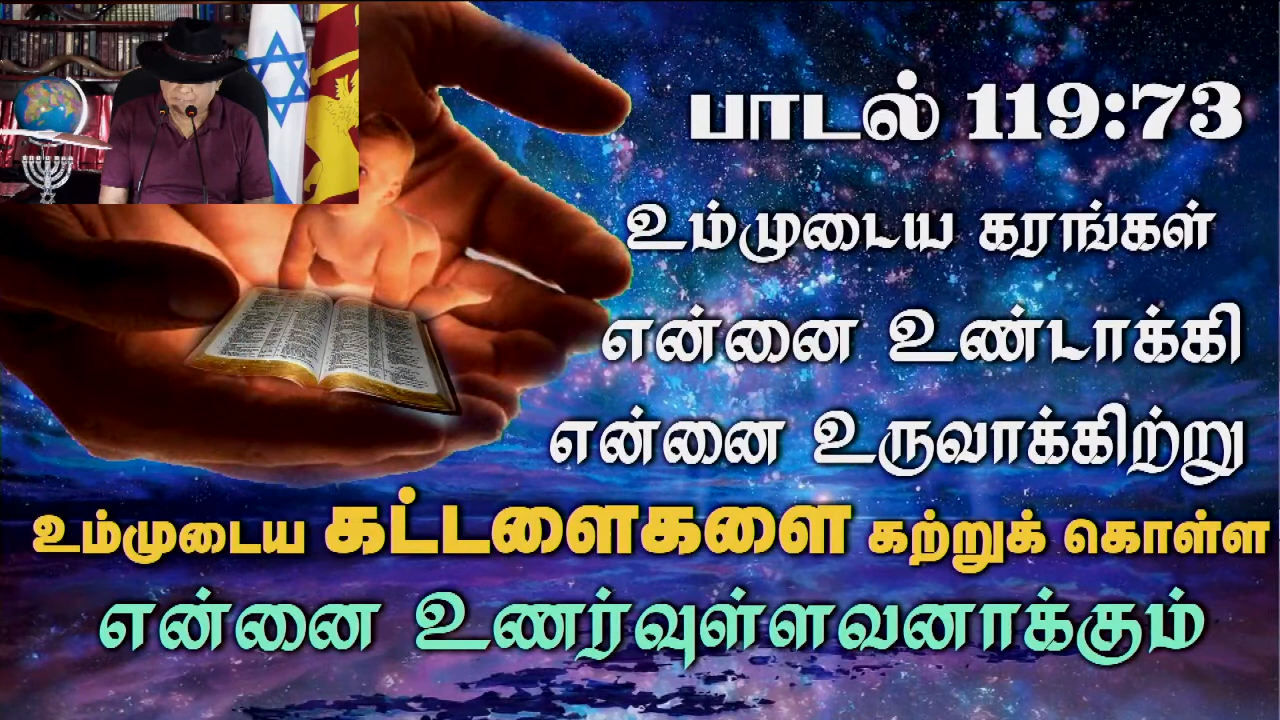 பாடல் 119:73
உம்முடைய கரங்கள்
என்னை உண்டாக்கி
என்னை உருவாக்கிற்று
உம்முடைய கட்டளைகளை கற்றுக் கொள்ள
என்னை உணர்வுள்ளவனாக்கும்